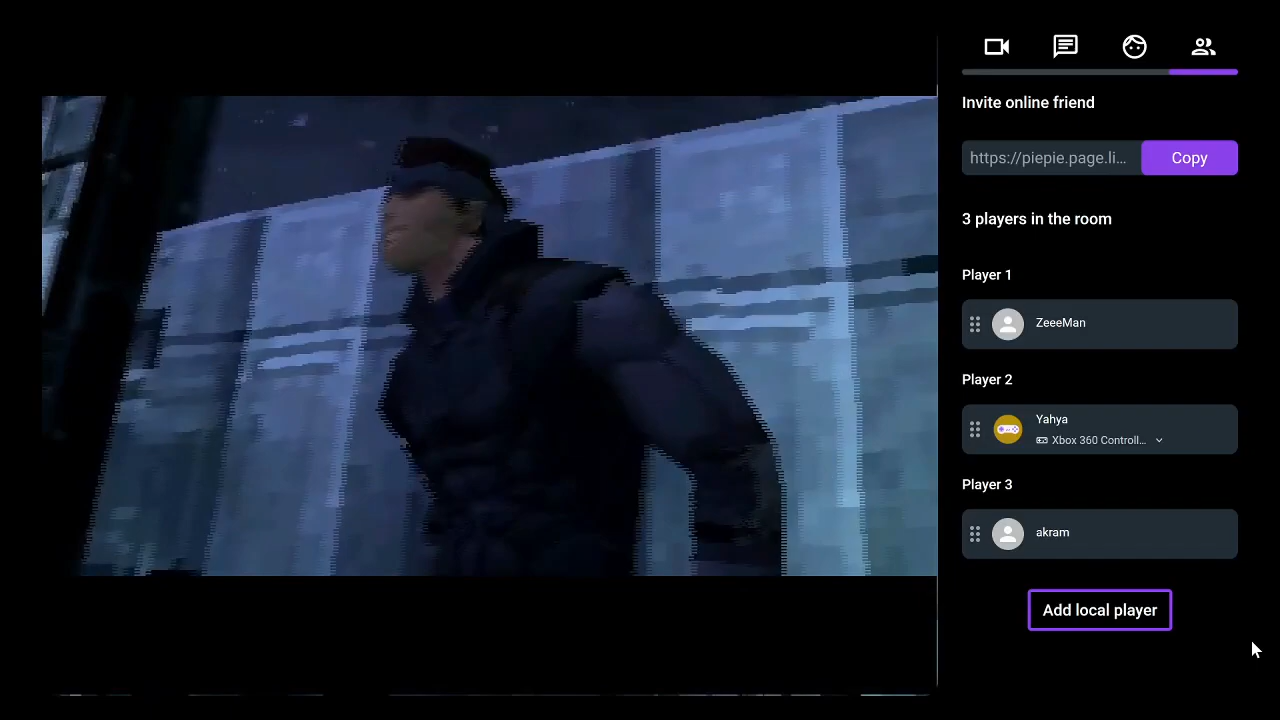 Invite online friend
https://piepie.page.li...
Copy
3 players in the room
Player 1
ZeeeMan
Player 2
Yahya
Xbox 360 Controll...
Player 3
akram
Add local player